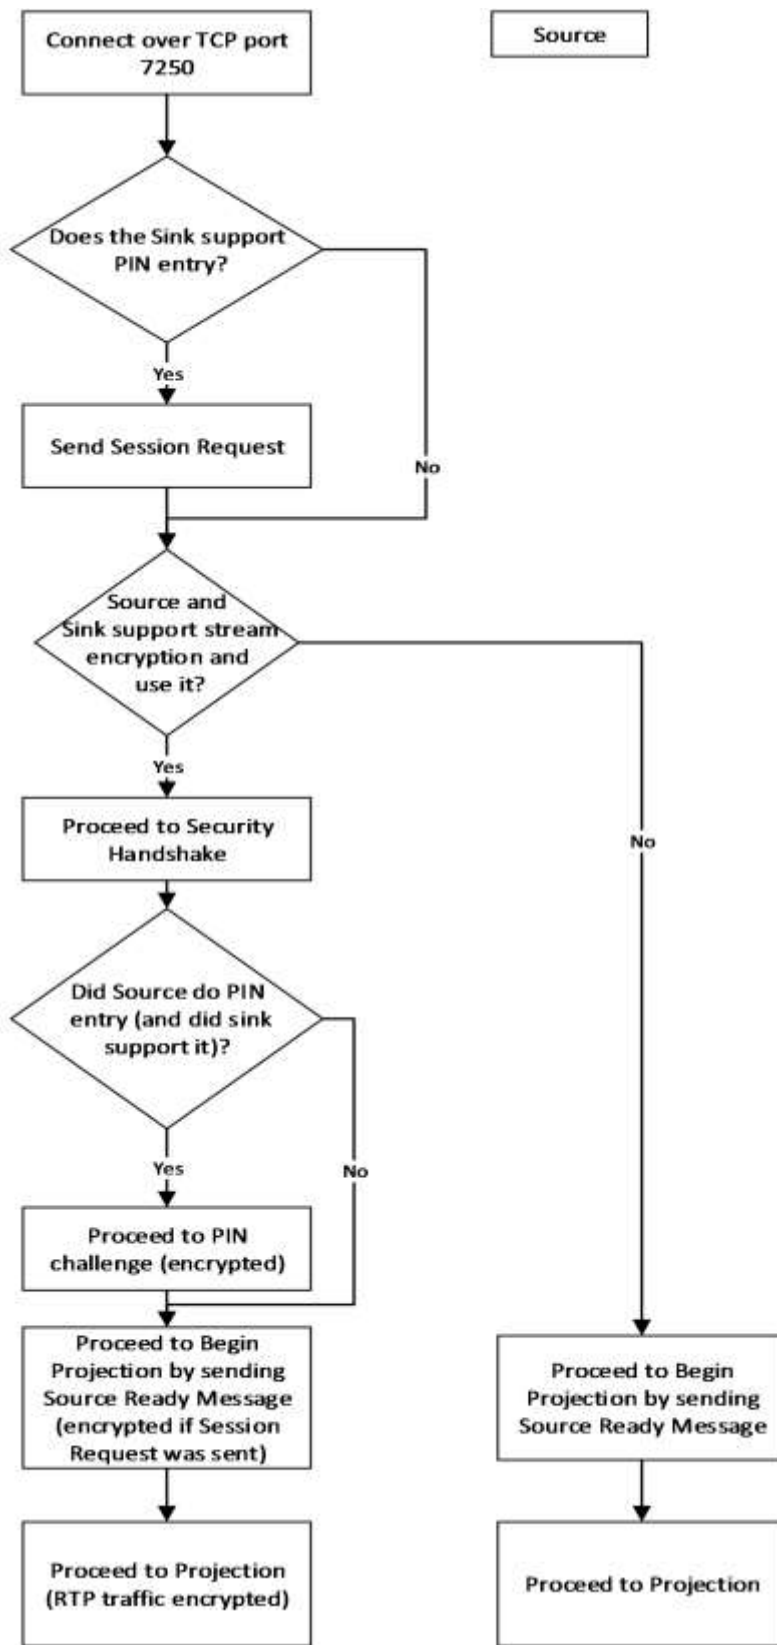 Connect over TCP port
7250
Source
Does the Sink support
PIN entry?
Yes
Send Session Request
No
Source and
Sink support stream
encryption and
use it?
Yes
Proceed to Security
Handshake
No
Did Source do PIN
entry (and did sink
support it)?
Yes
No
Proceed to PIN
challenge (encrypted)
Proceed to Begin
Projection by sending
Source Ready Message
(encrypted if Session
Request was sent)
Proceed to Begin
Projection by sending
Source Ready Message
Proceed to Projection
(RTP traffic encrypted)
Proceed to Projection